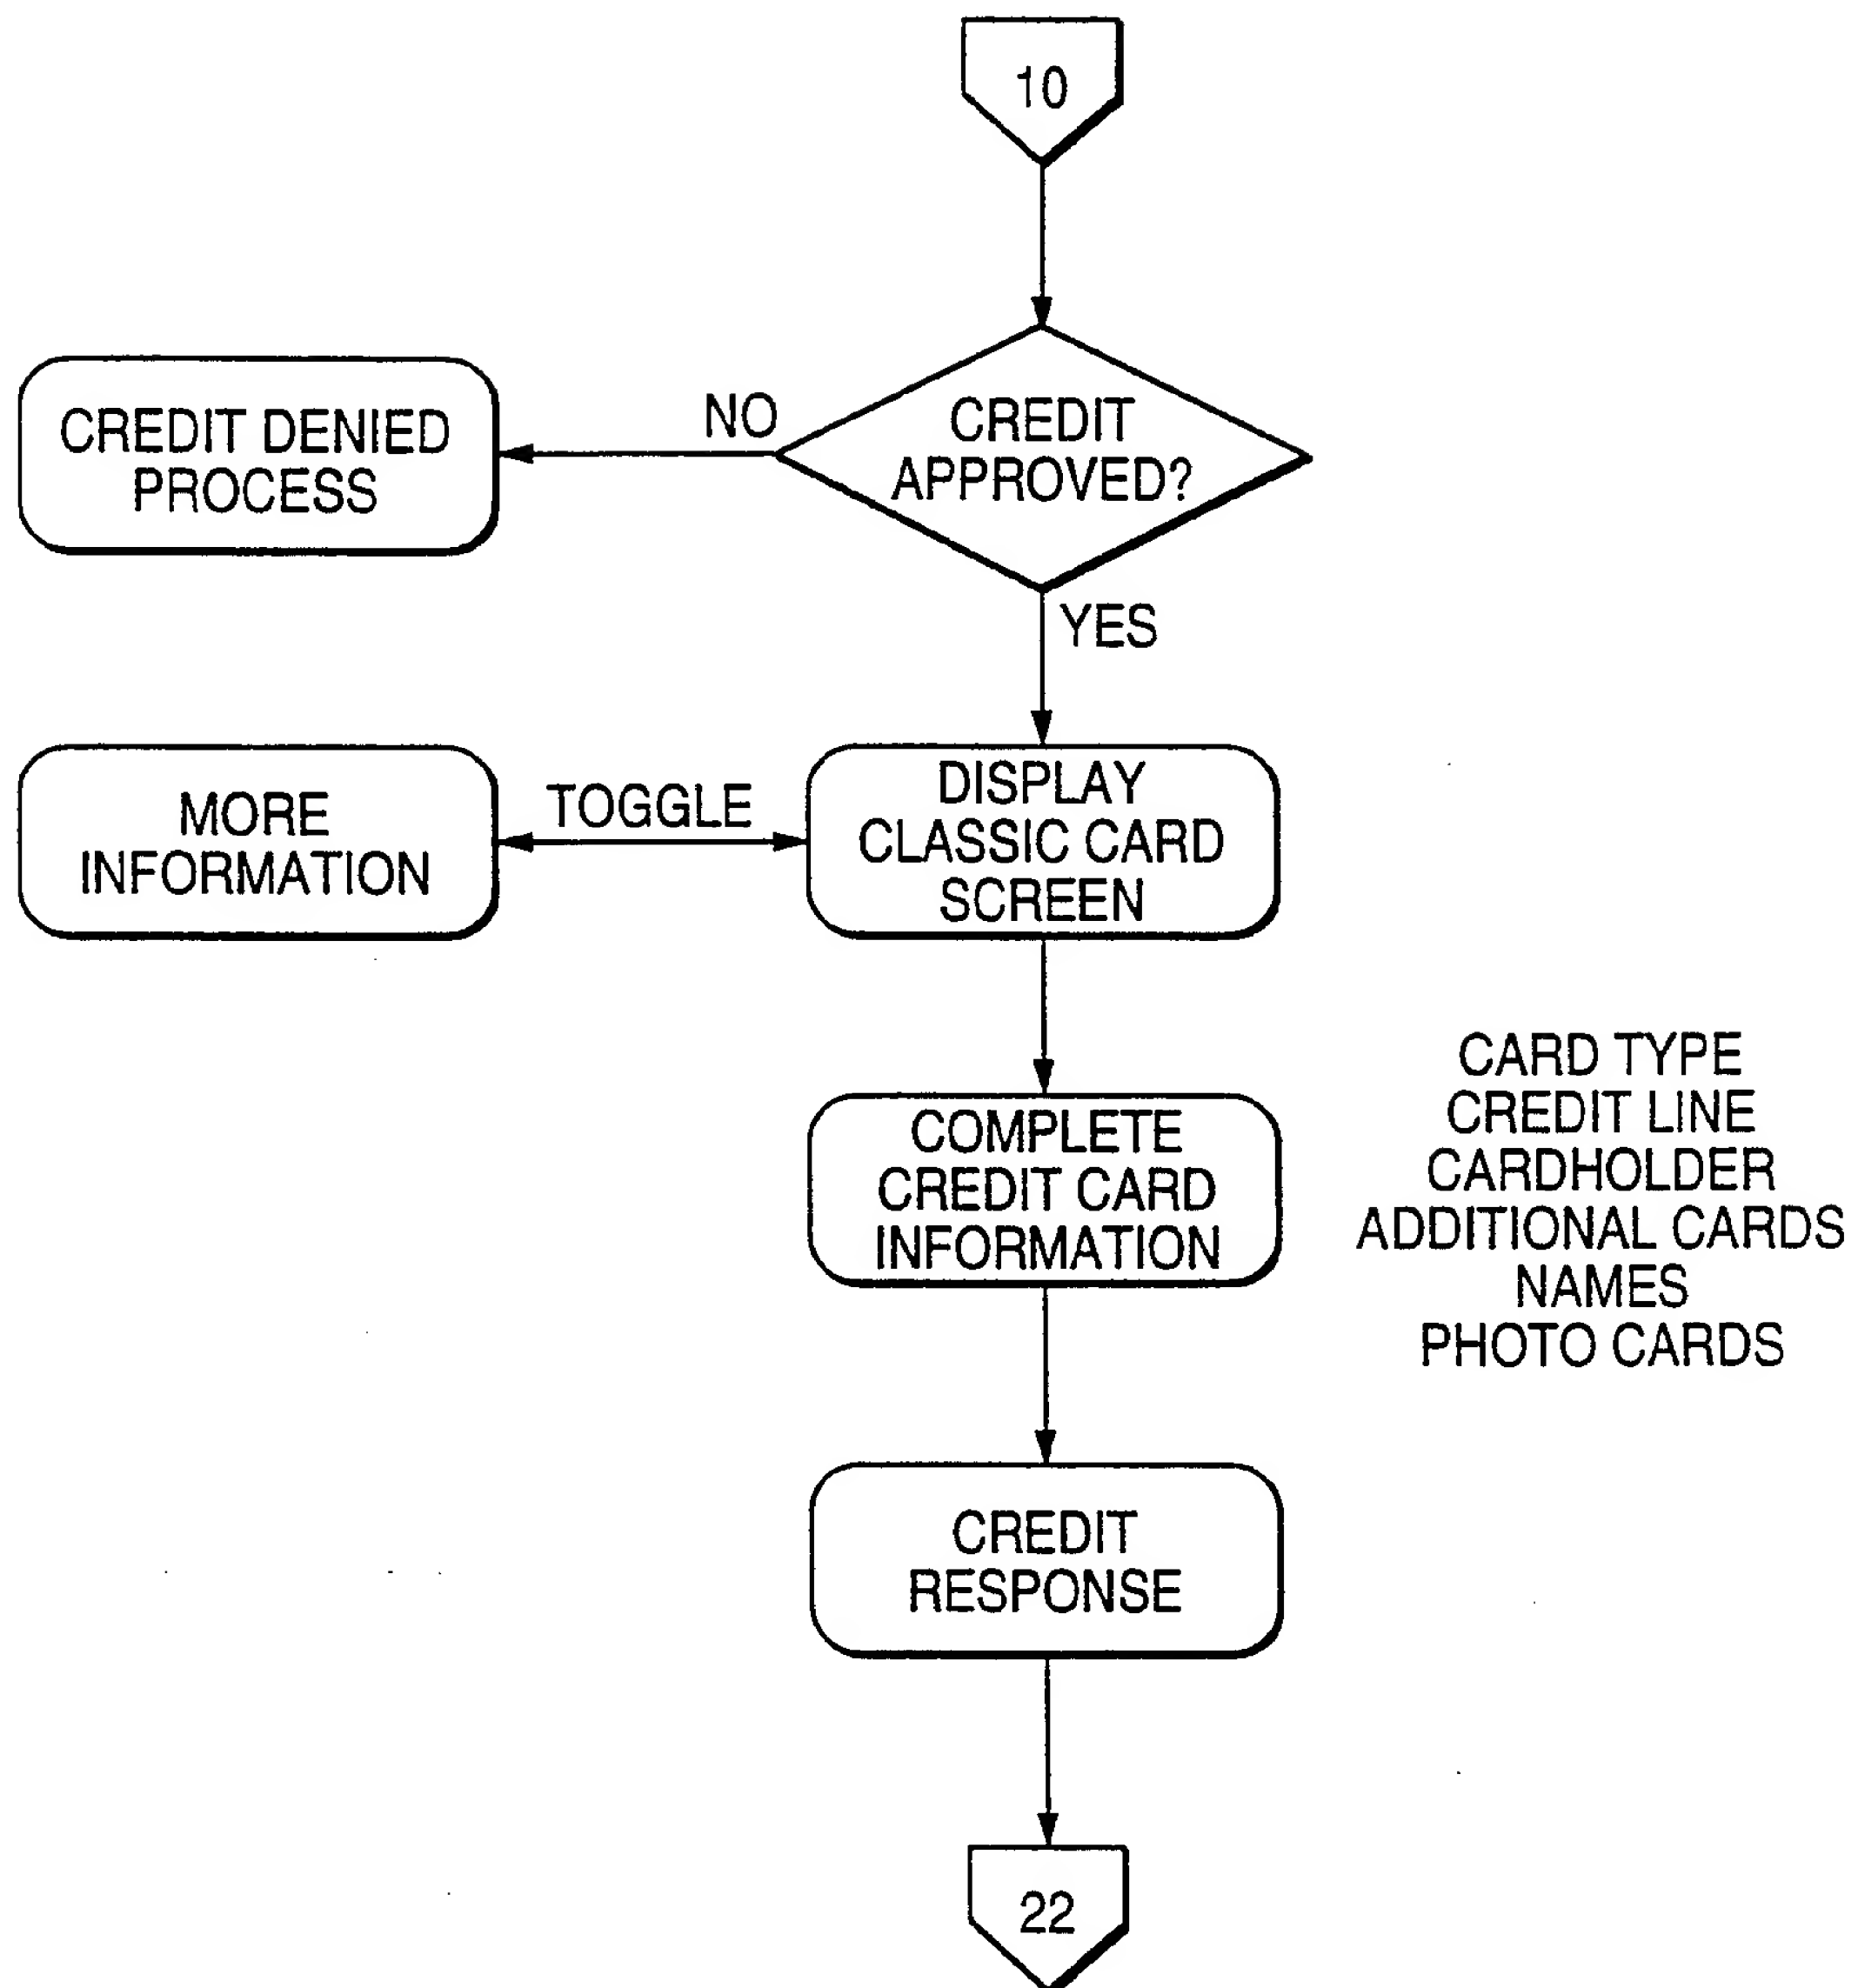 10
CREDIT
APPROVED?
NO
CREDIT DENIED
PROCESS
YES
DISPLAY
CLASSIC CARD
SCREEN
TOGGLE
MORE
INFORMATION
COMPLETE
CREDIT CARD
INFORMATION
CARD TYPE
CREDIT LINE
CARDHOLDER
ADDITIONAL CARDS
NAMES
PHOTO CARDS
CREDIT
RESPONSE
22